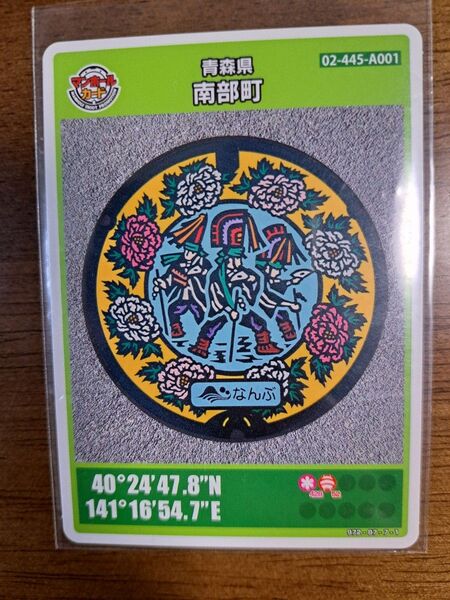 マンホール
カード
青森県
南部町
02-445-A001
なんぶ
40°24'47.8"N
141°16'54.7"E